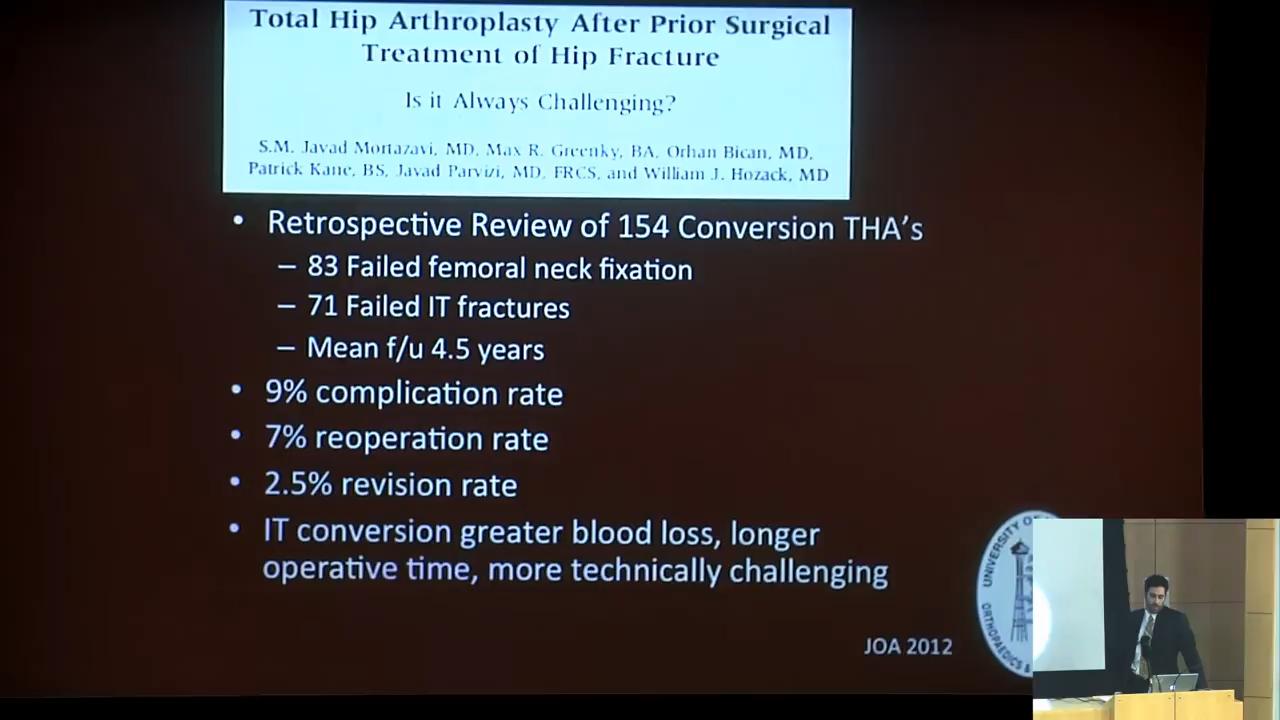 Total Hip Arthroplasty After Prior Surgical
Treatment of Hip Fracture
Is it Always Challenging?
S.M. Javad Mortazavi, MD, Max R. Greenky, BA, Orhan Bican, MD,
Patrick Kane, BS, Javad Parvizi, MD, FRCS, and William J. Hozack, MD
• Retrospective Review of 154 Conversion THA's
– 83 Failed femoral neck fixation
– 71 Failed IT fractures
– Mean f/u 4.5 years
• 9% complication rate
• 7% reoperation rate
• 2.5% revision rate
• IT conversion greater blood loss, longer
operative time, more technically challenging
UNIVERSITY OF
ORTHOPAEDICS &
JOA 2012